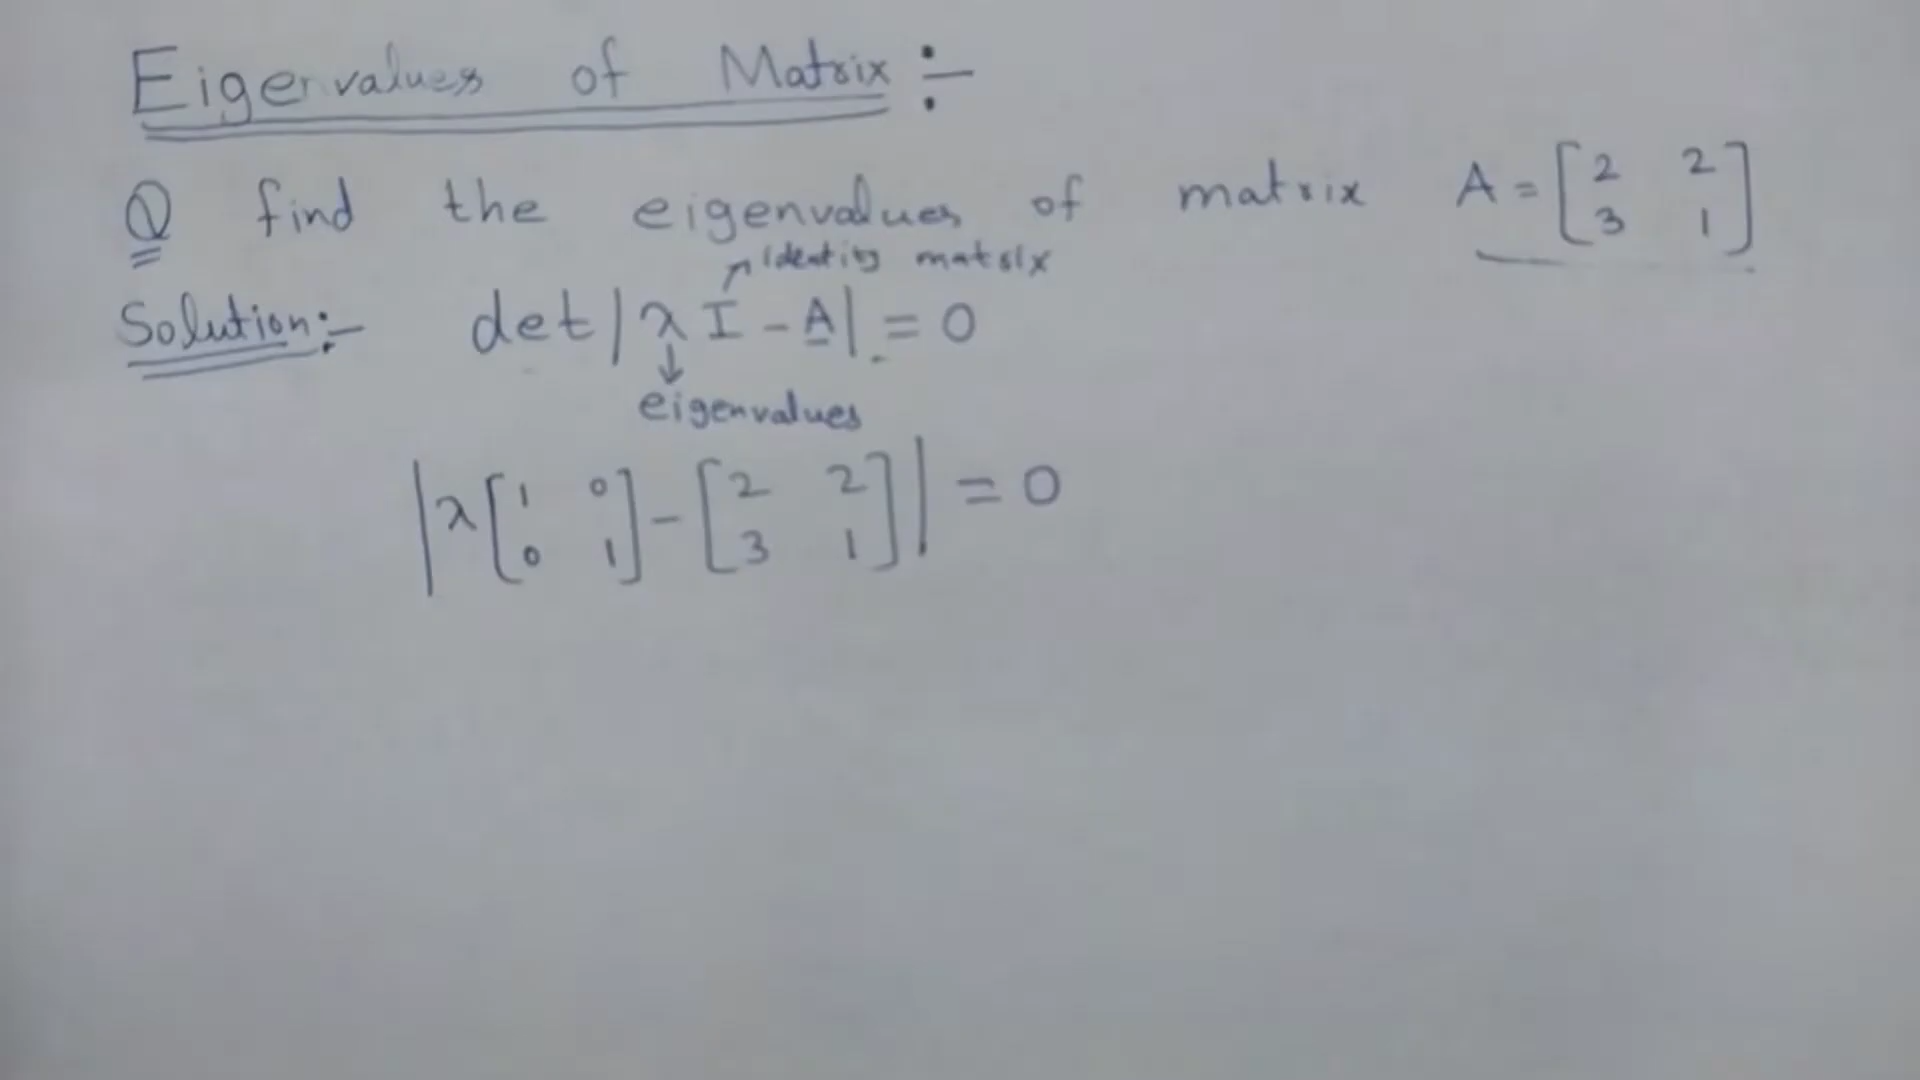 Eigenvalues of Matrix :-
Q find the eigenvalues of matrix A = [2 2
3 1]
identity matrix
Solution:- det|λI - A| = 0
eigenvalues
|λ[1 0
0 1] - [2 2
3 1]| = 0